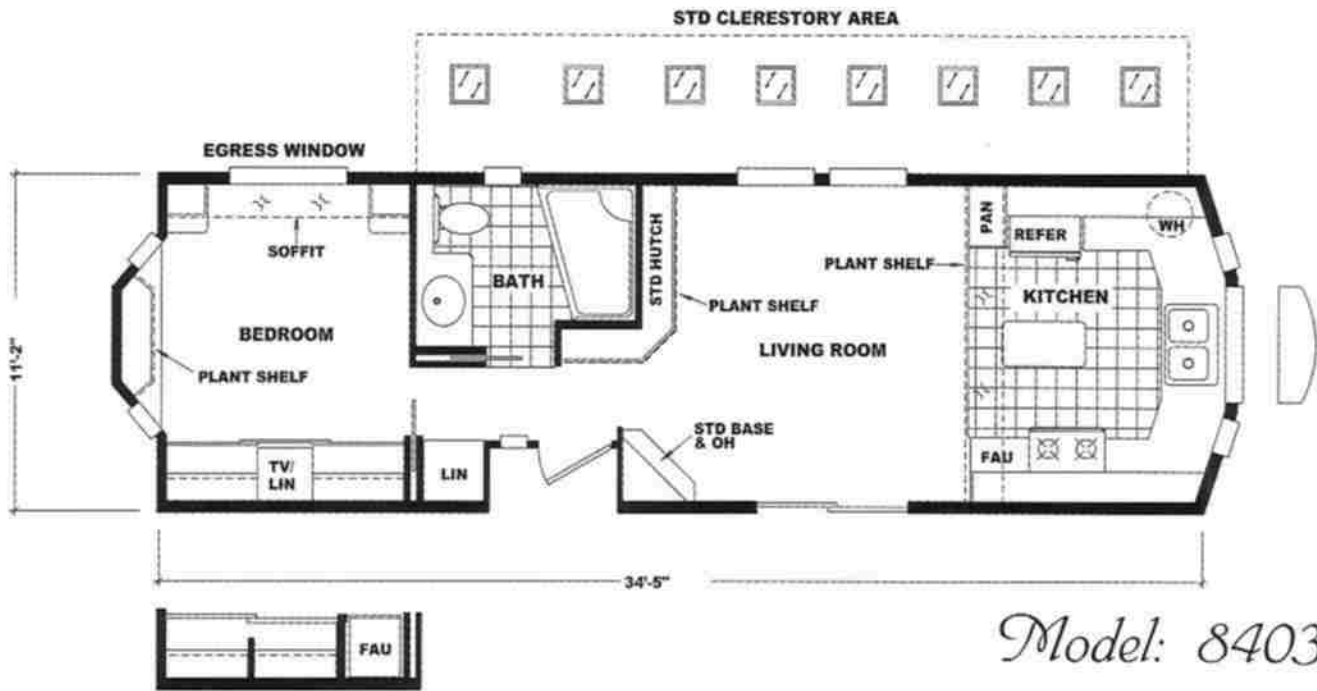 STD CLERESTORY AREA
EGRESS WINDOW
SOFFIT
BATH
STD HUTCH
PLANT SHELF
PLANT SHELF
PAN
REFER
WH
KITCHEN
BEDROOM
LIVING ROOM
PLANT SHELF
11'-2"
STD BASE
& OH
TV/
LIN
LIN
FAU
34'-5"
FAU
Model: 8403